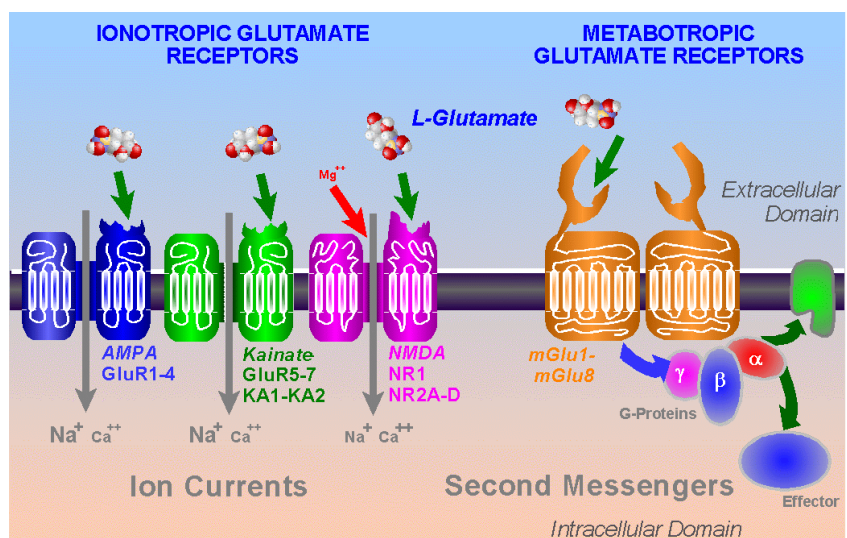 IONOTROPIC GLUTAMATE
RECEPTORS
METABOTROPIC
GLUTAMATE RECEPTORS
L-Glutamate
Mg++
Extracellular
Domain
AMPA
GluR1-4
Kainate
GluR5-7
KA1-KA2
NMDA
NR1
NR2A-D
mGlu1-
mGlu8
γ
β
α
G-Proteins
Na+ Ca++
Na+ Ca++
Na+ Ca++
Ion Currents
Second Messengers
Effector
Intracellular Domain